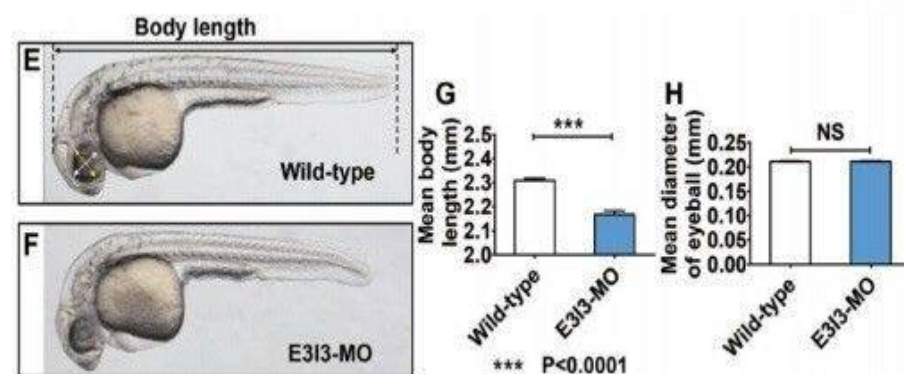 Body length
E
Wild-type
F
E3I3-MO
G
***
Mean body
length (mm)
2.5
2.4
2.3
2.2
2.1
2.0
Wild-type
E3I3-MO
*** P<0.0001
H
NS
Mean diameter
of eyeball (mm)
0.25
0.20
0.15
0.10
0.05
0.00
Wild-type
E3I3-MO